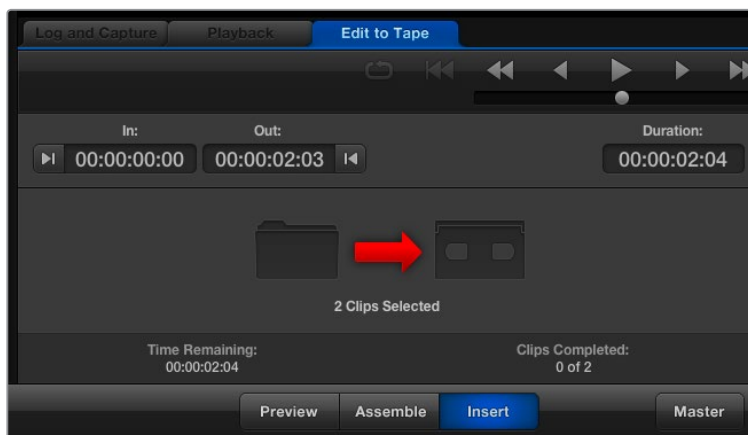 Log and Capture Playback Edit to Tape
In: Out: Duration:
00:00:00:00 00:00:02:03 00:00:02:04
2 Clips Selected
Time Remaining: Clips Completed:
00:00:02:04 0 of 2
Preview Assemble Insert Master